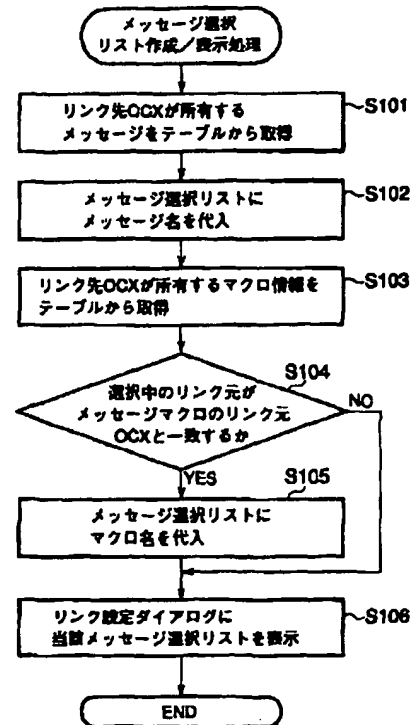 メッセージ選択
リスト作成／表示処理
リンク先OCXが所有する
メッセージをテーブルから取得
S101
メッセージ選択リストに
メッセージ名を代入
S102
リンク先OCXが所有するマクロ情報を
テーブルから取得
S103
S104
選択中のリンク元が
メッセージマクロのリンク元
OCXと一致するか
NO
YES
S105
メッセージ選択リストに
マクロ名を代入
リンク設定ダイアログに
当該メッセージ選択リストを表示
S106
END